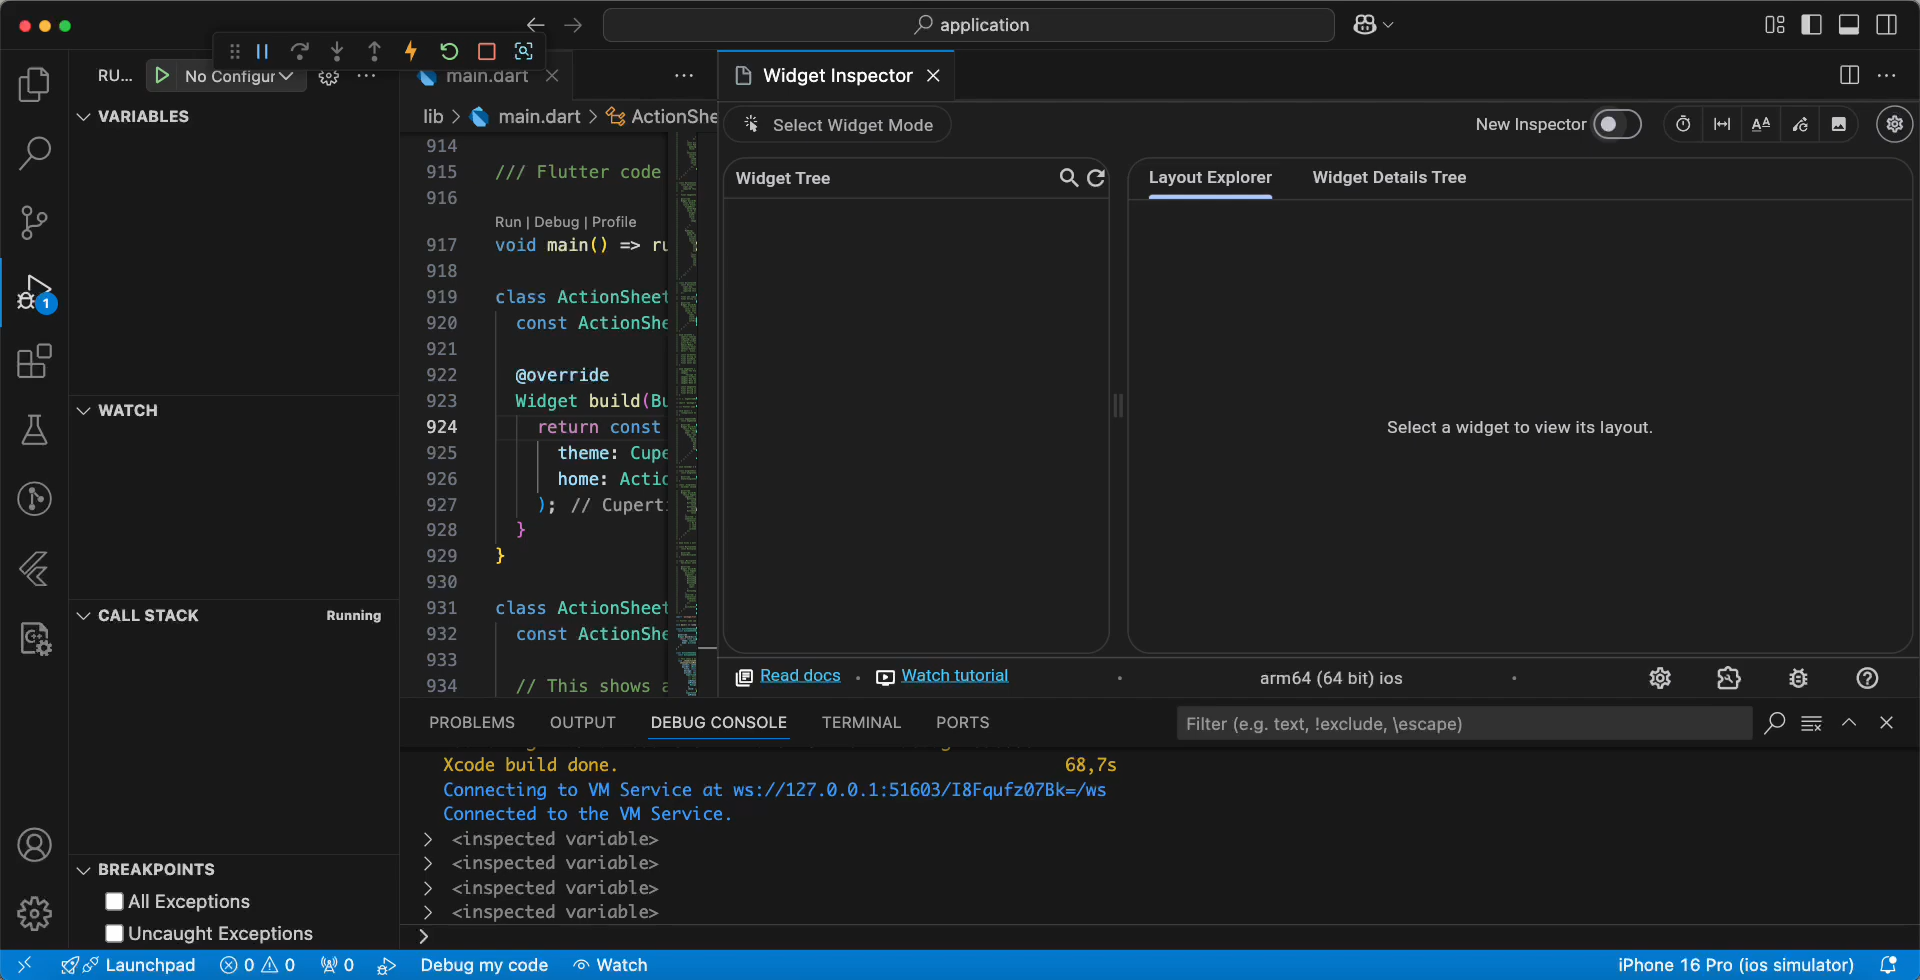 application
RU...
No Configur
main.dart
Widget Inspector
VARIABLES
lib > main.dart > ActionShe
Select Widget Mode
New Inspector
914
915 /// Flutter code
916
Run | Debug | Profile
917 void main() => ru
918
919 class ActionSheet
920 const ActionShe
921
922 @override
923 Widget build(Bu
924 return const
925 theme: Cupe
926 home: Actio
927 ); // Cuperti
928 }
929 }
930
931 class ActionSheet
932 const ActionShe
933
934 // This shows a
Widget Tree
Layout Explorer
Widget Details Tree
Select a widget to view its layout.
WATCH
CALL STACK
Running
Read docs
Watch tutorial
arm64 (64 bit) ios
PROBLEMS
OUTPUT
DEBUG CONSOLE
TERMINAL
PORTS
Filter (e.g. text, !exclude, \escape)
Xcode build done. 68,7s
Connecting to VM Service at ws://127.0.0.1:51603/I8Fqufz07Bk=/ws
Connected to the VM Service.
> <inspected variable>
> <inspected variable>
> <inspected variable>
> <inspected variable>
>
BREAKPOINTS
All Exceptions
Uncaught Exceptions
1
Launchpad
0
0
0
Debug my code
Watch
iPhone 16 Pro (ios simulator)